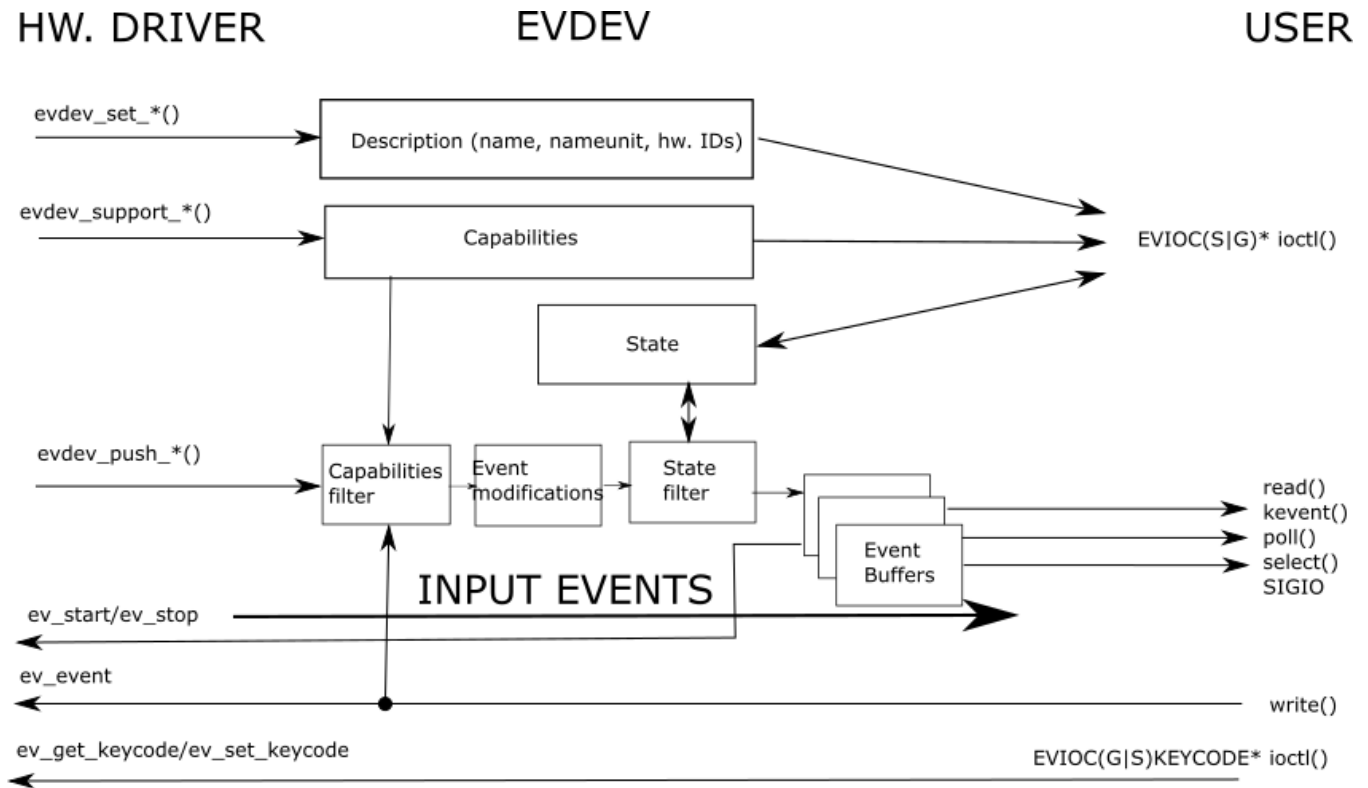 HW. DRIVER
EVDEV
USER
evdev_set_*()
Description (name, nameunit, hw. IDs)
evdev_support_*()
Capabilities
EVIOC(S|G)* ioctl()
State
evdev_push_*()
Capabilities
filter
Event
modifications
State
filter
Event
Buffers
read()
kevent()
poll()
select()
SIGIO
INPUT EVENTS
ev_start/ev_stop
ev_event
write()
ev_get_keycode/ev_set_keycode
EVIOC(G|S)KEYCODE* ioctl()